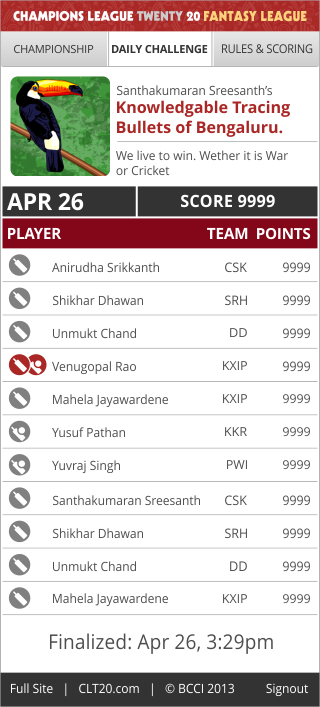 CHAMPIONS LEAGUE TWENTY 20 FANTASY LEAGUE
CHAMPIONSHIP DAILY CHALLENGE RULES & SCORING
Santhakumaran Sreesanth's
Knowledgable Tracing
Bullets of Bengaluru.
We live to win. Wether it is War
or Cricket
APR 26 SCORE 9999
PLAYER TEAM POINTS
Anirudha Srikkanth CSK 9999
Shikhar Dhawan SRH 9999
Unmukt Chand DD 9999
Venugopal Rao KXIP 9999
Mahela Jayawardene KXIP 9999
Yusuf Pathan KKR 9999
Yuvraj Singh PWI 9999
Santhakumaran Sreesanth CSK 9999
Shikhar Dhawan SRH 9999
Unmukt Chand DD 9999
Mahela Jayawardene KXIP 9999
Finalized: Apr 26, 3:29pm
Full Site | CLT20.com | © BCCI 2013 Signout